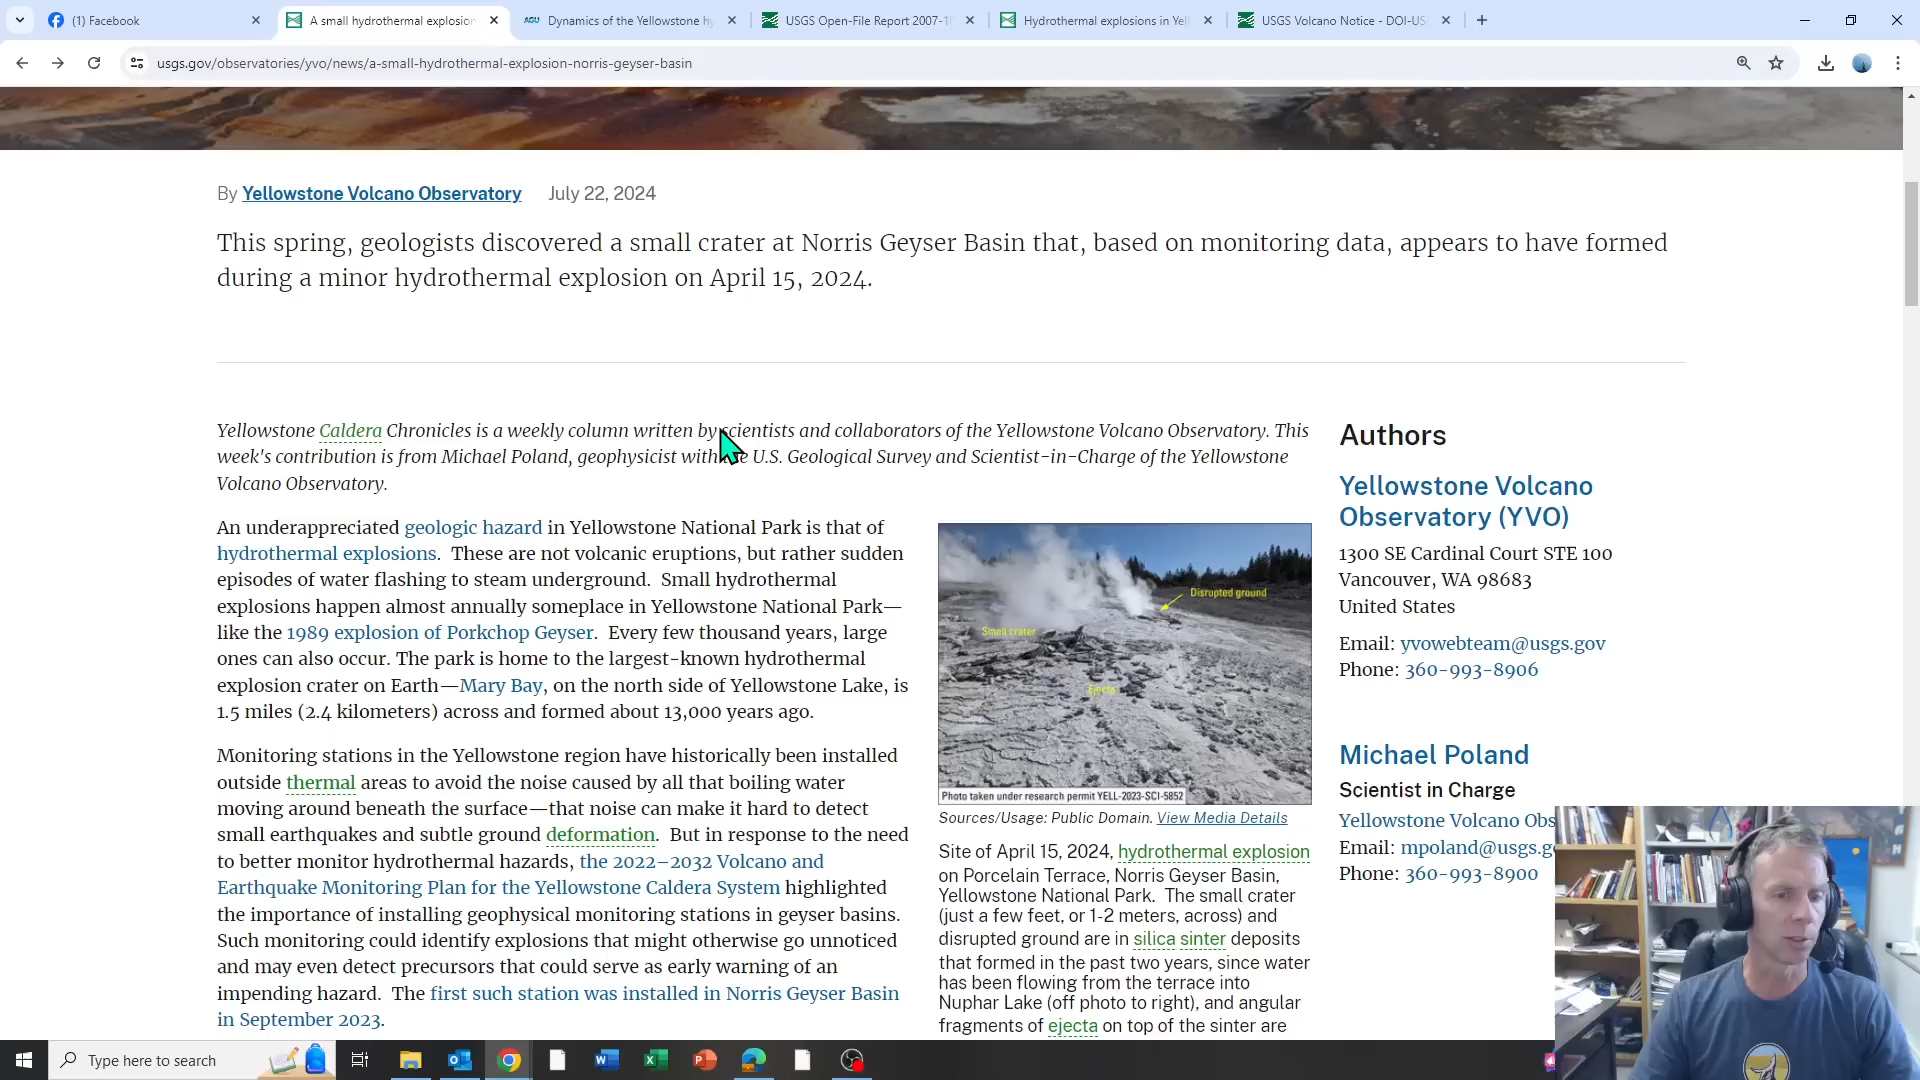 (1) Facebook
A small hydrothermal explosion
Dynamics of the Yellowstone hy
USGS Open-File Report 2007-10
Hydrothermal explosions in Yell
USGS Volcano Notice - DOI-US
usgs.gov/observatories/yvo/news/a-small-hydrothermal-explosion-norris-geyser-basin
By Yellowstone Volcano Observatory July 22, 2024
This spring, geologists discovered a small crater at Norris Geyser Basin that, based on monitoring data, appears to have formed
during a minor hydrothermal explosion on April 15, 2024.
Yellowstone Caldera Chronicles is a weekly column written by scientists and collaborators of the Yellowstone Volcano Observatory. This
week's contribution is from Michael Poland, geophysicist with the U.S. Geological Survey and Scientist-in-Charge of the Yellowstone
Volcano Observatory.
An underappreciated geologic hazard in Yellowstone National Park is that of
hydrothermal explosions. These are not volcanic eruptions, but rather sudden
episodes of water flashing to steam underground. Small hydrothermal
explosions happen almost annually someplace in Yellowstone National Park—
like the 1989 explosion of Porkchop Geyser. Every few thousand years, large
ones can also occur. The park is home to the largest-known hydrothermal
explosion crater on Earth—Mary Bay, on the north side of Yellowstone Lake, is
1.5 miles (2.4 kilometers) across and formed about 13,000 years ago.
Monitoring stations in the Yellowstone region have historically been installed
outside thermal areas to avoid the noise caused by all that boiling water
moving around beneath the surface—that noise can make it hard to detect
small earthquakes and subtle ground deformation. But in response to the need
to better monitor hydrothermal hazards, the 2022–2032 Volcano and
Earthquake Monitoring Plan for the Yellowstone Caldera System highlighted
the importance of installing geophysical monitoring stations in geyser basins.
Such monitoring could identify explosions that might otherwise go unnoticed
and may even detect precursors that could serve as early warning of an
impending hazard. The first such station was installed in Norris Geyser Basin
in September 2023.
Disrupted ground
Small crater
Ejecta
Photo taken under research permit YELL-2023-SCI-5852
Sources/Usage: Public Domain. View Media Details
Site of April 15, 2024, hydrothermal explosion
on Porcelain Terrace, Norris Geyser Basin,
Yellowstone National Park. The small crater
(just a few feet, or 1-2 meters, across) and
disrupted ground are in silica sinter deposits
that formed in the past two years, since water
has been flowing from the terrace into
Nuphar Lake (off photo to right), and angular
fragments of ejecta on top of the sinter are
Authors
Yellowstone Volcano
Observatory (YVO)
1300 SE Cardinal Court STE 100
Vancouver, WA 98683
United States
Email: yvowebteam@usgs.gov
Phone: 360-993-8906
Michael Poland
Scientist in Charge
Yellowstone Volcano Obs
Email: mpoland@usgs.g
Phone: 360-993-8900
Type here to search